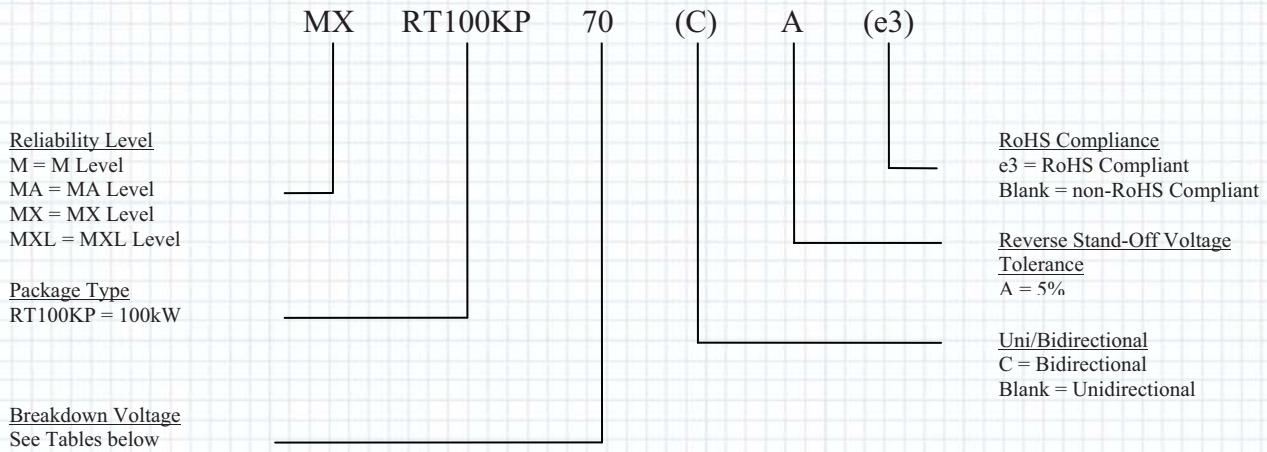 MX RT100KP 70 (C) A (e3)
Reliability Level
M = M Level
MA = MA Level
MX = MX Level
MXL = MXL Level
Package Type
RT100KP = 100kW
Breakdown Voltage
See Tables below
RoHS Compliance
e3 = RoHS Compliant
Blank = non-RoHS Compliant
Reverse Stand-Off Voltage
Tolerance
A = 5%
Uni/Bidirectional
C = Bidirectional
Blank = Unidirectional